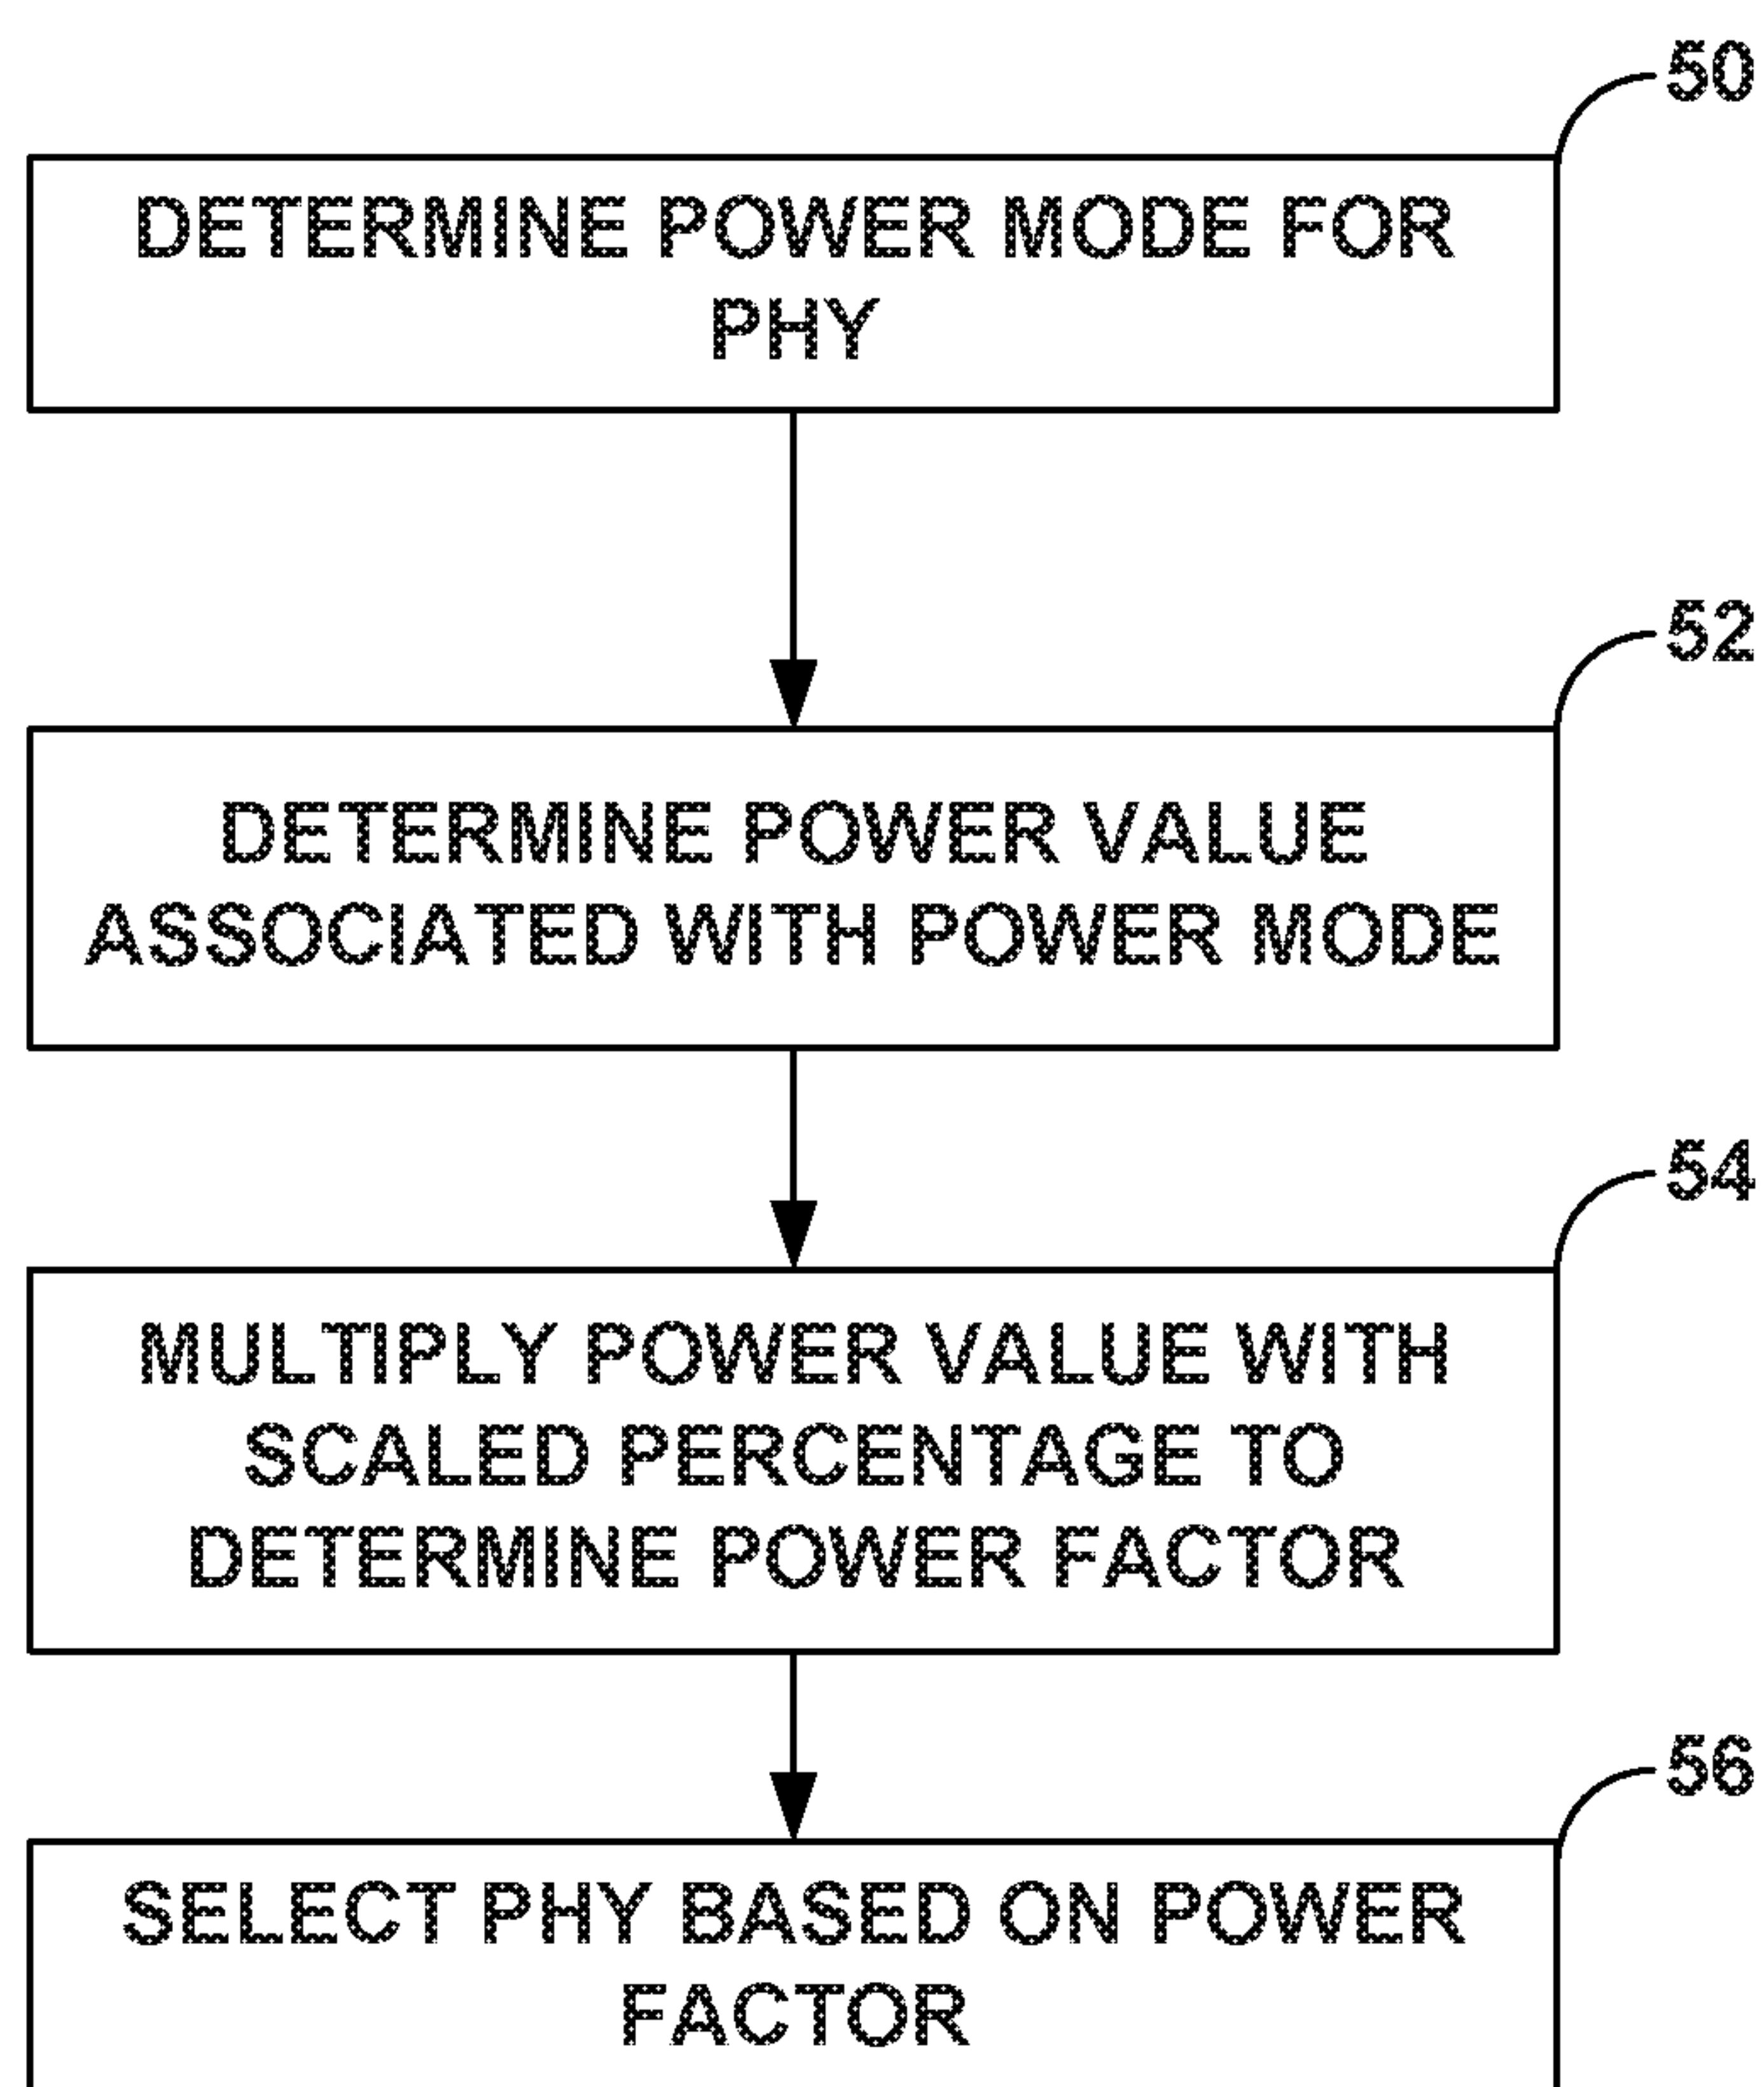 50
DETERMINE POWER MODE FOR
PHY
52
DETERMINE POWER VALUE
ASSOCIATED WITH POWER MODE
54
MULTIPLY POWER VALUE WITH
SCALED PERCENTAGE TO
DETERMINE POWER FACTOR
56
SELECT PHY BASED ON POWER
FACTOR